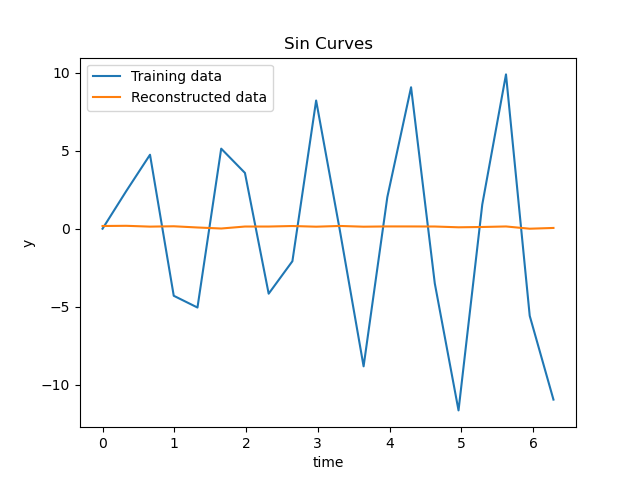 Sin Curves
Training data
Reconstructed data
10
5
0
−5
−10
y
0 1 2 3 4 5 6
time